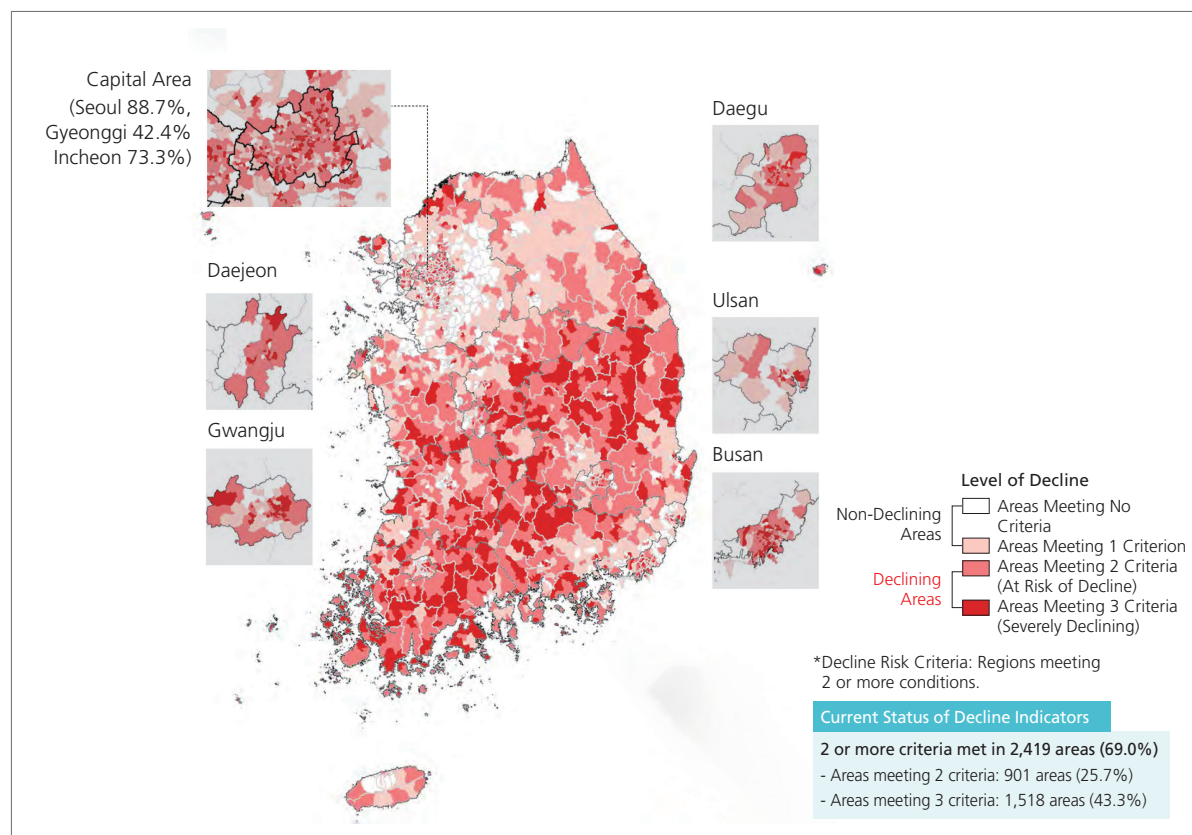 Capital Area
(Seoul 88.7%,
Gyeonggi 42.4%
Incheon 73.3%)
Daejeon
Gwangju
Daegu
Ulsan
Busan
Level of Decline
Non-Declining
Areas
Areas Meeting No
Criteria
Areas Meeting 1 Criterion
Declining
Areas
Areas Meeting 2 Criteria
(At Risk of Decline)
Areas Meeting 3 Criteria
(Severely Declining)
*Decline Risk Criteria: Regions meeting
2 or more conditions.
Current Status of Decline Indicators
2 or more criteria met in 2,419 areas (69.0%)
- Areas meeting 2 criteria: 901 areas (25.7%)
- Areas meeting 3 criteria: 1,518 areas (43.3%)